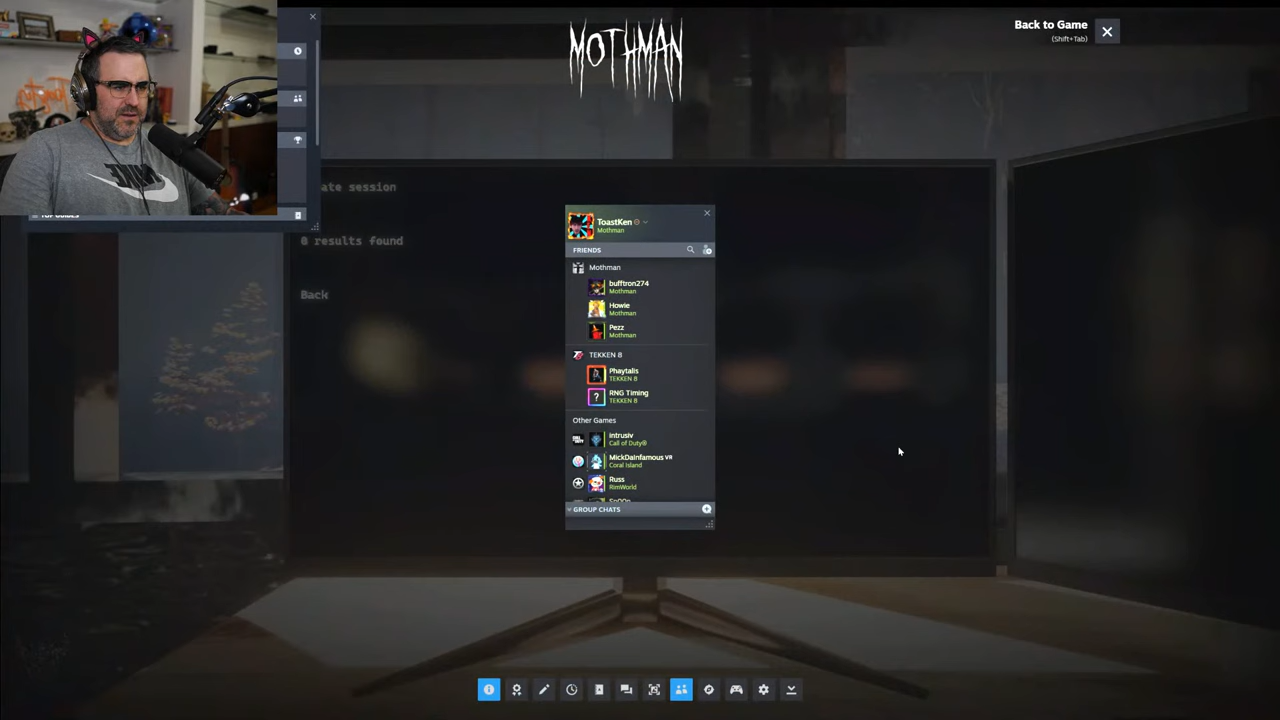 MOTHMAN
Back to Game
(Shift+Tab)
ate session
0 results found
Back
ToastKen
Mothman
FRIENDS
Mothman
bufftron274
Mothman
Howie
Mothman
Pezz
Mothman
TEKKEN 8
Phaytalis
TEKKEN 8
RNG Timing
TEKKEN 8
Other Games
intrusiv
Call of Duty®
MickDaInfamous VR
Coral Island
Russ
RimWorld
GROUP CHATS